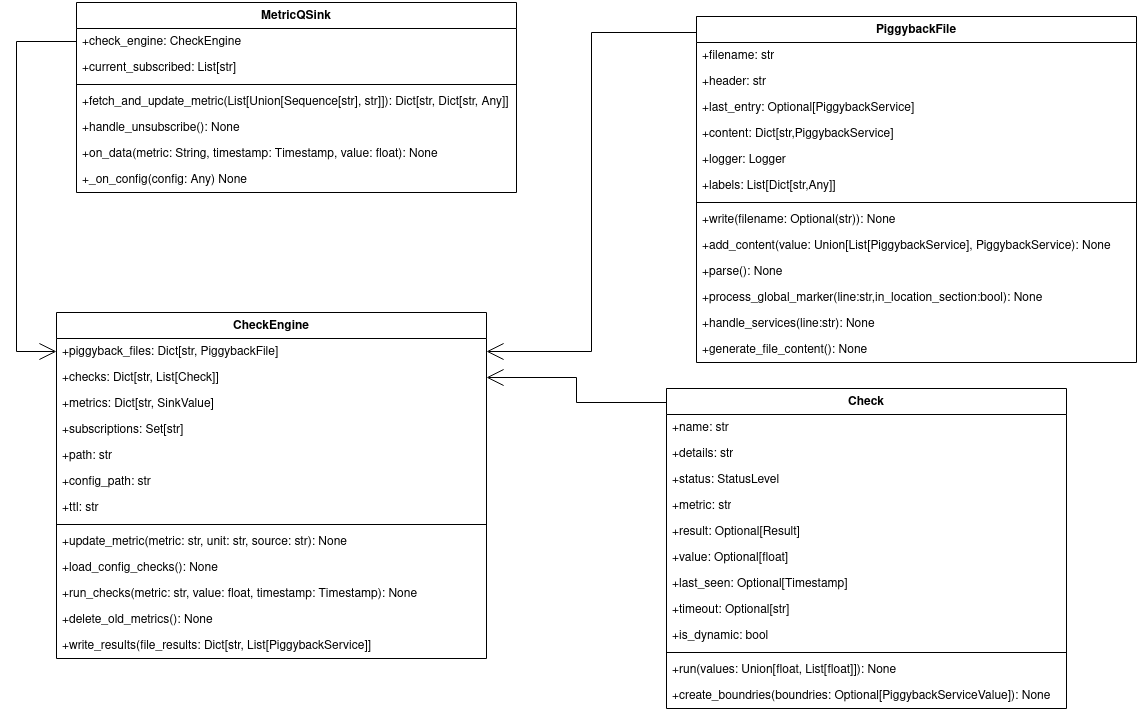 MetricQSink
+check_engine: CheckEngine
+current_subscribed: List[str]
+fetch_and_update_metric(List[Union[Sequence[str], str]]): Dict[str, Dict[str, Any]]
+handle_unsubscribe(): None
+on_data(metric: String, timestamp: Timestamp, value: float): None
+_on_config(config: Any) None
PiggybackFile
+filename: str
+header: str
+last_entry: Optional[PiggybackService]
+content: Dict[str,PiggybackService]
+logger: Logger
+labels: List[Dict[str,Any]]
+write(filename: Optional(str)): None
+add_content(value: Union[List[PiggybackService], PiggybackService): None
+parse(): None
+process_global_marker(line:str,in_location_section:bool): None
+handle_services(line:str): None
+generate_file_content(): None
CheckEngine
+piggyback_files: Dict[str, PiggybackFile]
+checks: Dict[str, List[Check]]
+metrics: Dict[str, SinkValue]
+subscriptions: Set[str]
+path: str
+config_path: str
+ttl: str
+update_metric(metric: str, unit: str, source: str): None
+load_config_checks(): None
+run_checks(metric: str, value: float, timestamp: Timestamp): None
+delete_old_metrics(): None
+write_results(file_results: Dict[str, List[PiggybackService]]
Check
+name: str
+details: str
+status: StatusLevel
+metric: str
+result: Optional[Result]
+value: Optional[float]
+last_seen: Optional[Timestamp]
+timeout: Optional[str]
+is_dynamic: bool
+run(values: Union[float, List[float]]): None
+create_boundries(boundries: Optional[PiggybackServiceValue]): None